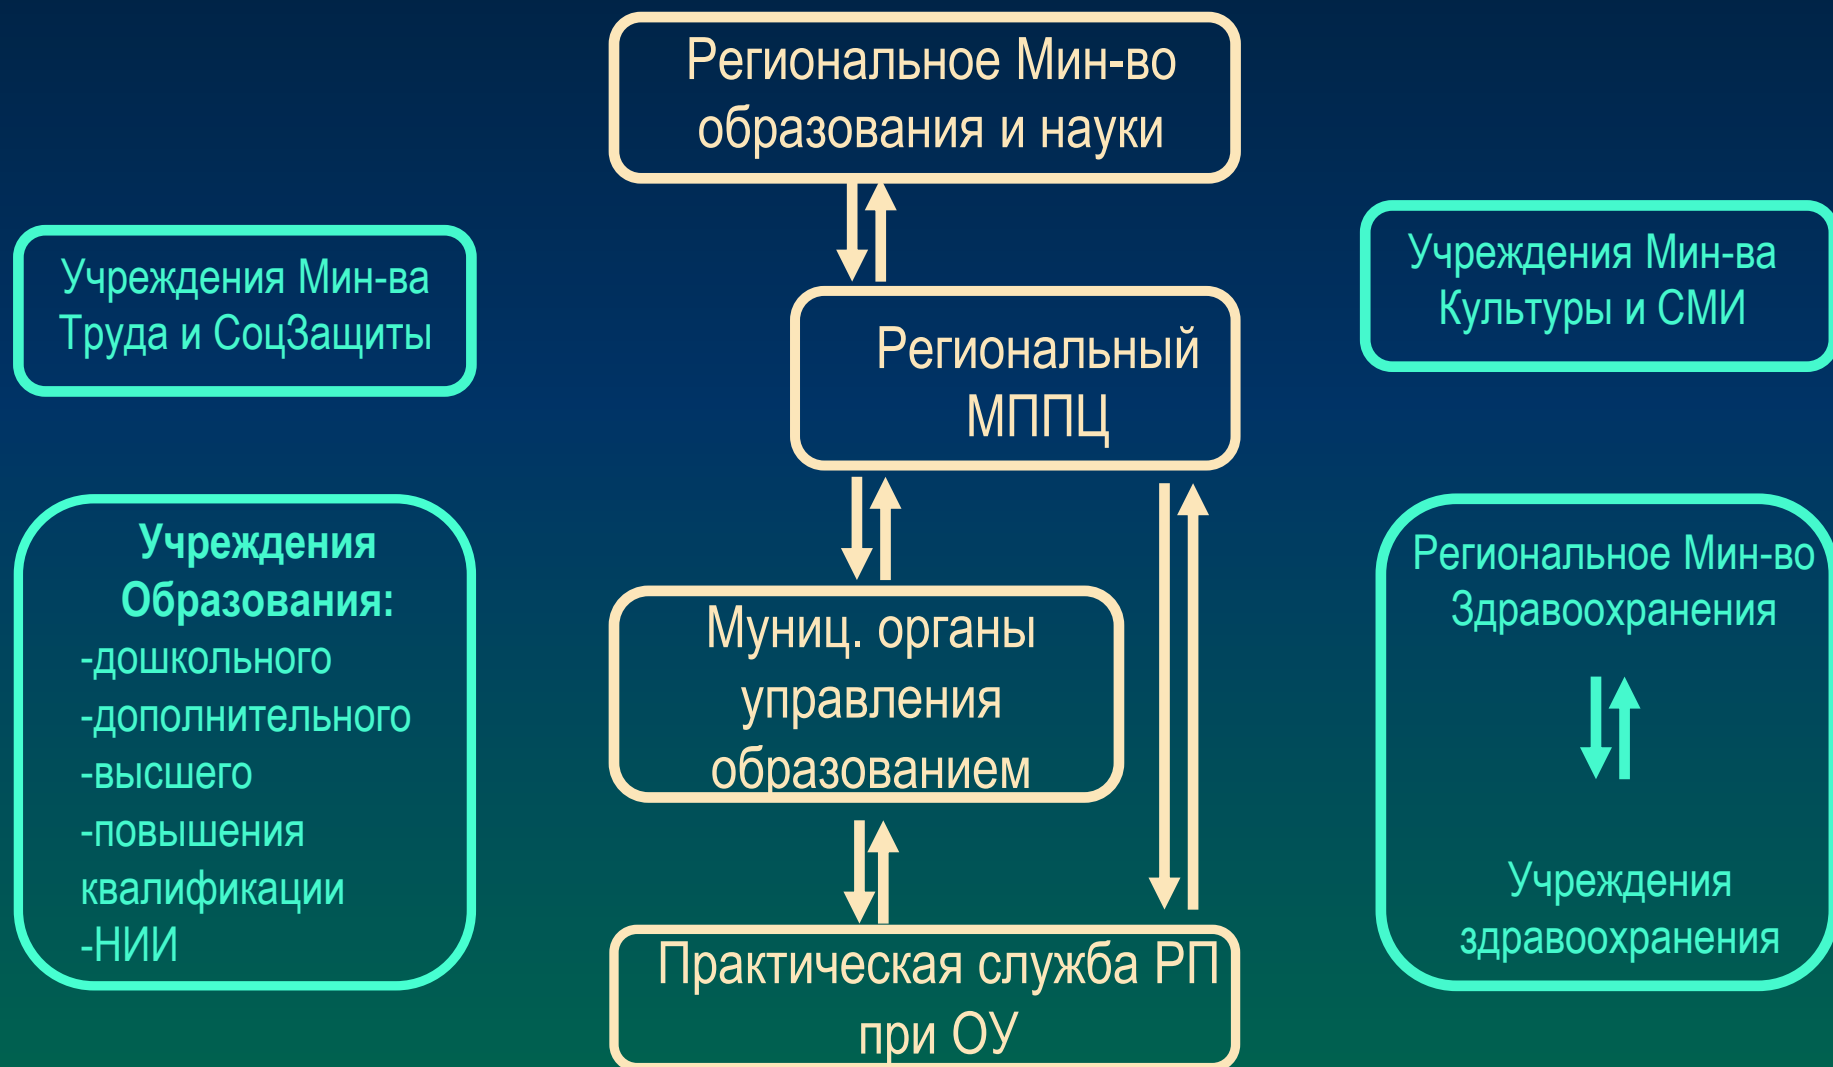 Региональное Мин-во
образования и науки
Учреждения Мин-ва
Труда и СоцЗащиты
Учреждения Мин-ва
Культуры и СМИ
Региональный
МППЦ
Учреждения
Образования:
-дошкольного
-дополнительного
-высшего
-повышения
квалификации
-НИИ
Муниц. органы
управления
образованием
Региональное Мин-во
Здравоохранения
Учреждения
здравоохранения
Практическая служба РП
при ОУ